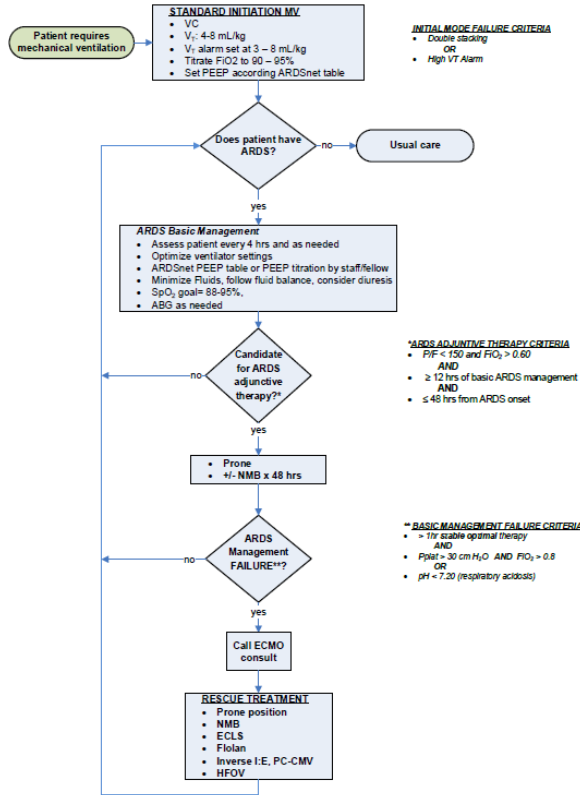 Patient requires
mechanical ventilation
STANDARD INITIATION MV
• VC
• VT: 4-8 mL/kg
• VT alarm set at 3 – 8 mL/kg
• Titrate FiO2 to 90 – 95%
• Set PEEP according ARDSnet table
INITIAL MODE FAILURE CRITERIA
• Double stacking
OR
• High VT Alarm
Does patient have
ARDS?
no
Usual care
yes
ARDS Basic Management
• Assess patient every 4 hrs and as needed
• Optimize ventilator settings
• ARDSnet PEEP table or PEEP titration by staff/fellow
• Minimize Fluids, follow fluid balance, consider diuresis
• SpO2 goal= 88-95%,
• ABG as needed
*ARDS ADJUNTIVE THERAPY CRITERIA
• P/F < 150 and FiO2 > 0.60
AND
• ≥ 12 hrs of basic ARDS management
AND
• ≤ 48 hrs from ARDS onset
Candidate
for ARDS
adjunctive
therapy?*
no
yes
• Prone
• +/- NMB x 48 hrs
ARDS
Management
FAILURE**?
no
yes
** BASIC MANAGEMENT FAILURE CRITERIA
• > 1hr stable optimal therapy
AND
• Pplat > 30 cm H2O AND FiO2 > 0.8
OR
• pH < 7.20 (respiratory acidosis)
Call ECMO
consult
RESCUE TREATMENT
• Prone position
• NMB
• ECLS
• Flolan
• Inverse I:E, PC-CMV
• HFOV